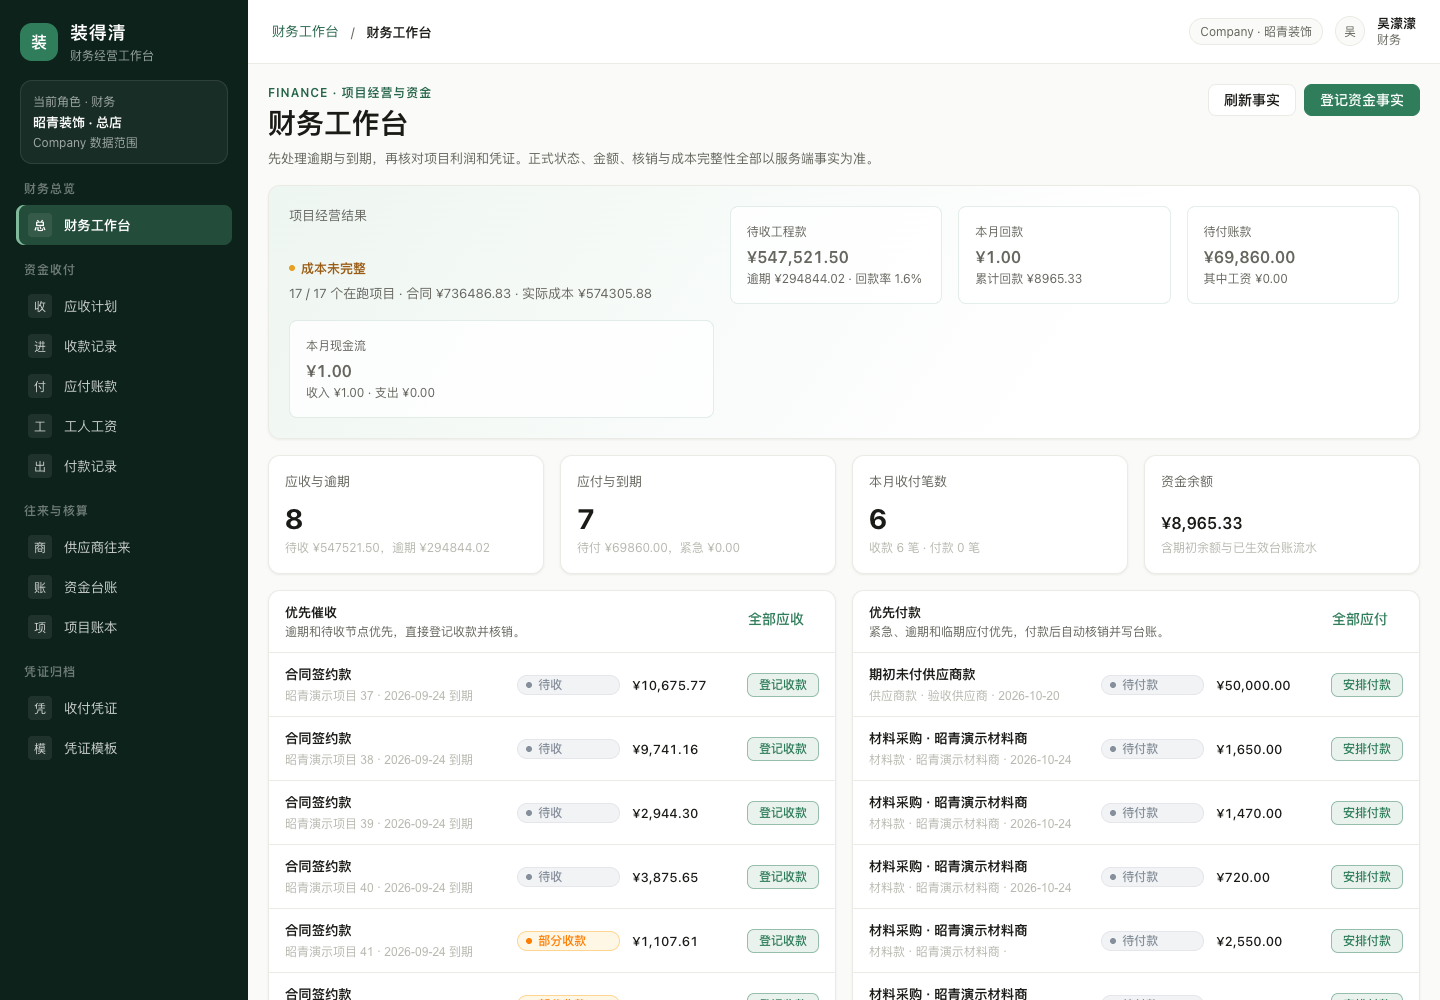 装
装得清
财务经营工作台
当前角色 · 财务
昭青装饰 · 总店
Company 数据范围
财务总览
总 财务工作台
资金收付
收 应收计划
进 收款记录
付 应付账款
工 工人工资
出 付款记录
往来与核算
商 供应商往来
账 资金台账
项 项目账本
凭证归档
凭 收付凭证
模 凭证模板
财务工作台 / 财务工作台
Company · 昭青装饰
吴
吴濛濛
财务
FINANCE · 项目经营与资金
财务工作台
先处理逾期与到期，再核对项目利润和凭证。正式状态、金额、核销与成本完整性全部以服务端事实为准。
刷新事实
登记资金事实
项目经营结果
成本未完整
17 / 17 个在跑项目 · 合同 ¥736486.83 · 实际成本 ¥574305.88
待收工程款
¥547,521.50
逾期 ¥294844.02 · 回款率 1.6%
本月回款
¥1.00
累计回款 ¥8965.33
待付账款
¥69,860.00
其中工资 ¥0.00
本月现金流
¥1.00
收入 ¥1.00 · 支出 ¥0.00
应收与逾期
8
待收 ¥547521.50，逾期 ¥294844.02
应付与到期
7
待付 ¥69860.00，紧急 ¥0.00
本月收付笔数
6
收款 6 笔 · 付款 0 笔
资金余额
¥8,965.33
含期初余额与已生效台账流水
优先催收
逾期和待收节点优先，直接登记收款并核销。
全部应收
合同签约款
昭青演示项目 37 · 2026-09-24 到期
待收
¥10,675.77
登记收款
合同签约款
昭青演示项目 38 · 2026-09-24 到期
待收
¥9,741.16
登记收款
合同签约款
昭青演示项目 39 · 2026-09-24 到期
待收
¥2,944.30
登记收款
合同签约款
昭青演示项目 40 · 2026-09-24 到期
待收
¥3,875.65
登记收款
合同签约款
昭青演示项目 41 · 2026-09-24 到期
部分收款
¥1,107.61
登记收款
合同签约款
优先付款
紧急、逾期和临期应付优先，付款后自动核销并写台账。
全部应付
期初未付供应商款
供应商款 · 验收供应商 · 2026-10-20
待付款
¥50,000.00
安排付款
材料采购 · 昭青演示材料商
材料款 · 昭青演示材料商 · 2026-10-24
待付款
¥1,650.00
安排付款
材料采购 · 昭青演示材料商
材料款 · 昭青演示材料商 · 2026-10-24
待付款
¥1,470.00
安排付款
材料采购 · 昭青演示材料商
材料款 · 昭青演示材料商 · 2026-10-24
待付款
¥720.00
安排付款
材料采购 · 昭青演示材料商
材料款 · 昭青演示材料商 ·
待付款
¥2,550.00
安排付款
材料采购 · 昭青演示材料商